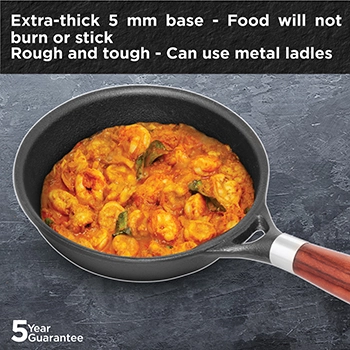 Extra-thick 5 mm base - Food will not
burn or stick
Rough and tough - Can use metal ladles
5 Year
Guarantee